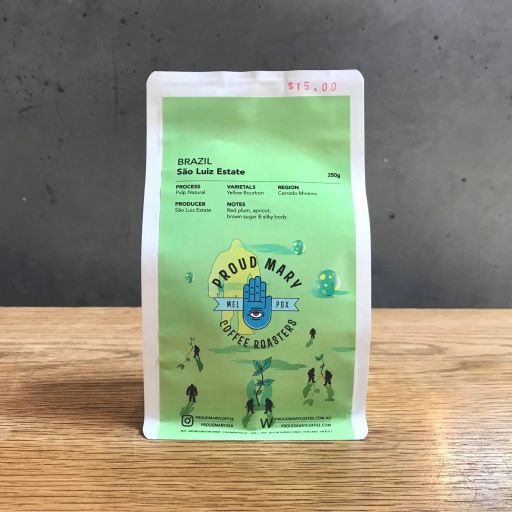 $15.00
BRAZIL
São Luiz Estate
250g
PROCESS
Pulp Natural
VARIETALS
Yellow Bourbon
REGION
Cerrado Mineiro
PRODUCER
São Luiz Estate
NOTES
Red plum, apricot,
brown sugar & silky body
PROUD MARY
MEL PDX
COFFEE ROASTERS
PROUDMARYCOFFEE
PROUDMARYUSA
W
PROUDMARYCOFFEE.COM.AU
PROUDMARYCOFFEE.COM